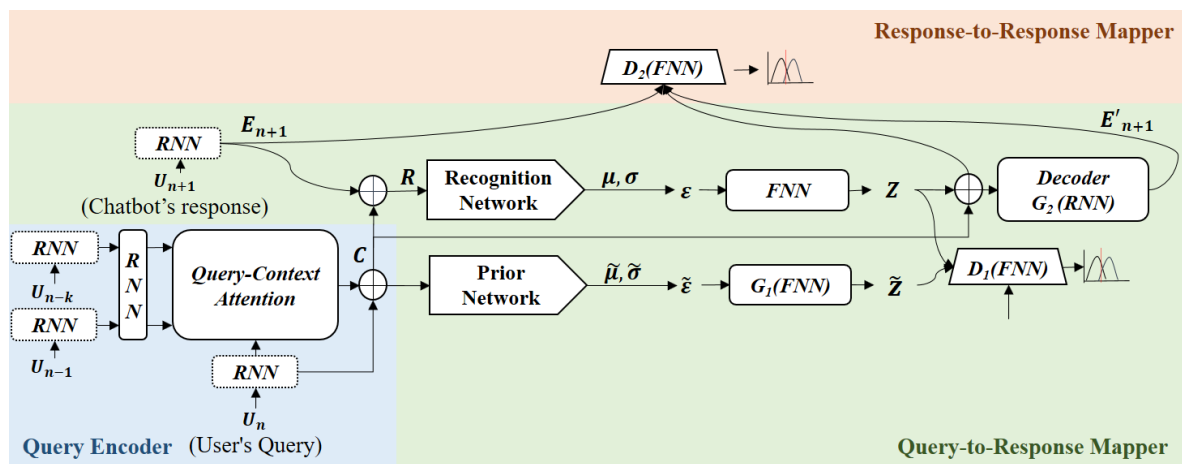 Response-to-Response Mapper
D₂(FNN)
Eₙ₊₁
E′ₙ₊₁
RNN
Uₙ₊₁
(Chatbot's response)
R
Recognition
Network
μ, σ
ε
FNN
Z
Decoder
G₂(RNN)
RNN
Uₙ₋ₖ
RNN
Uₙ₋₁
R
N
N
Query-Context
Attention
C
Prior
Network
μ̃, σ̃
ε̃
G₁(FNN)
Z̃
D₁(FNN)
RNN
Uₙ
(User's Query)
Query Encoder
Query-to-Response Mapper